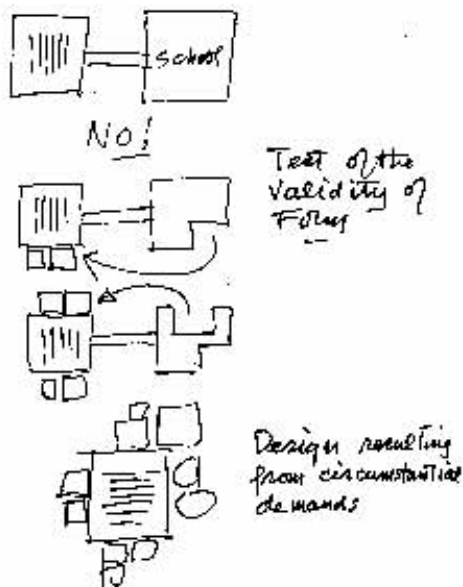 School
NO!
Test of the
Validity of
Form
Design resulting
from circumstantial
demands